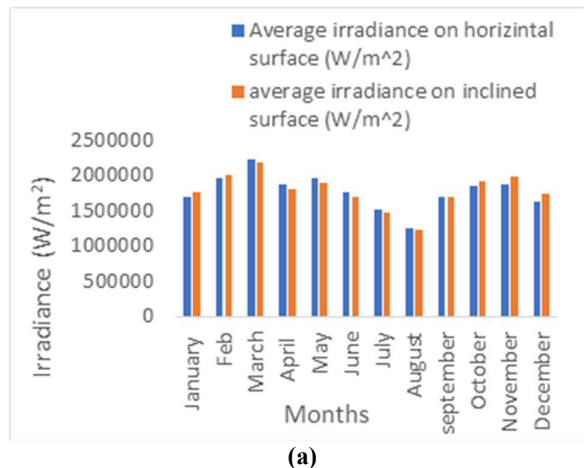 Average irradiance on horizintal
surface (W/m^2)
average irradiance on inclined
surface (W/m^2)
Irradiance (W/m²)
2500000
2000000
1500000
1000000
500000
0
January
Feb
March
April
May
June
July
August
september
October
November
December
Months
(a)